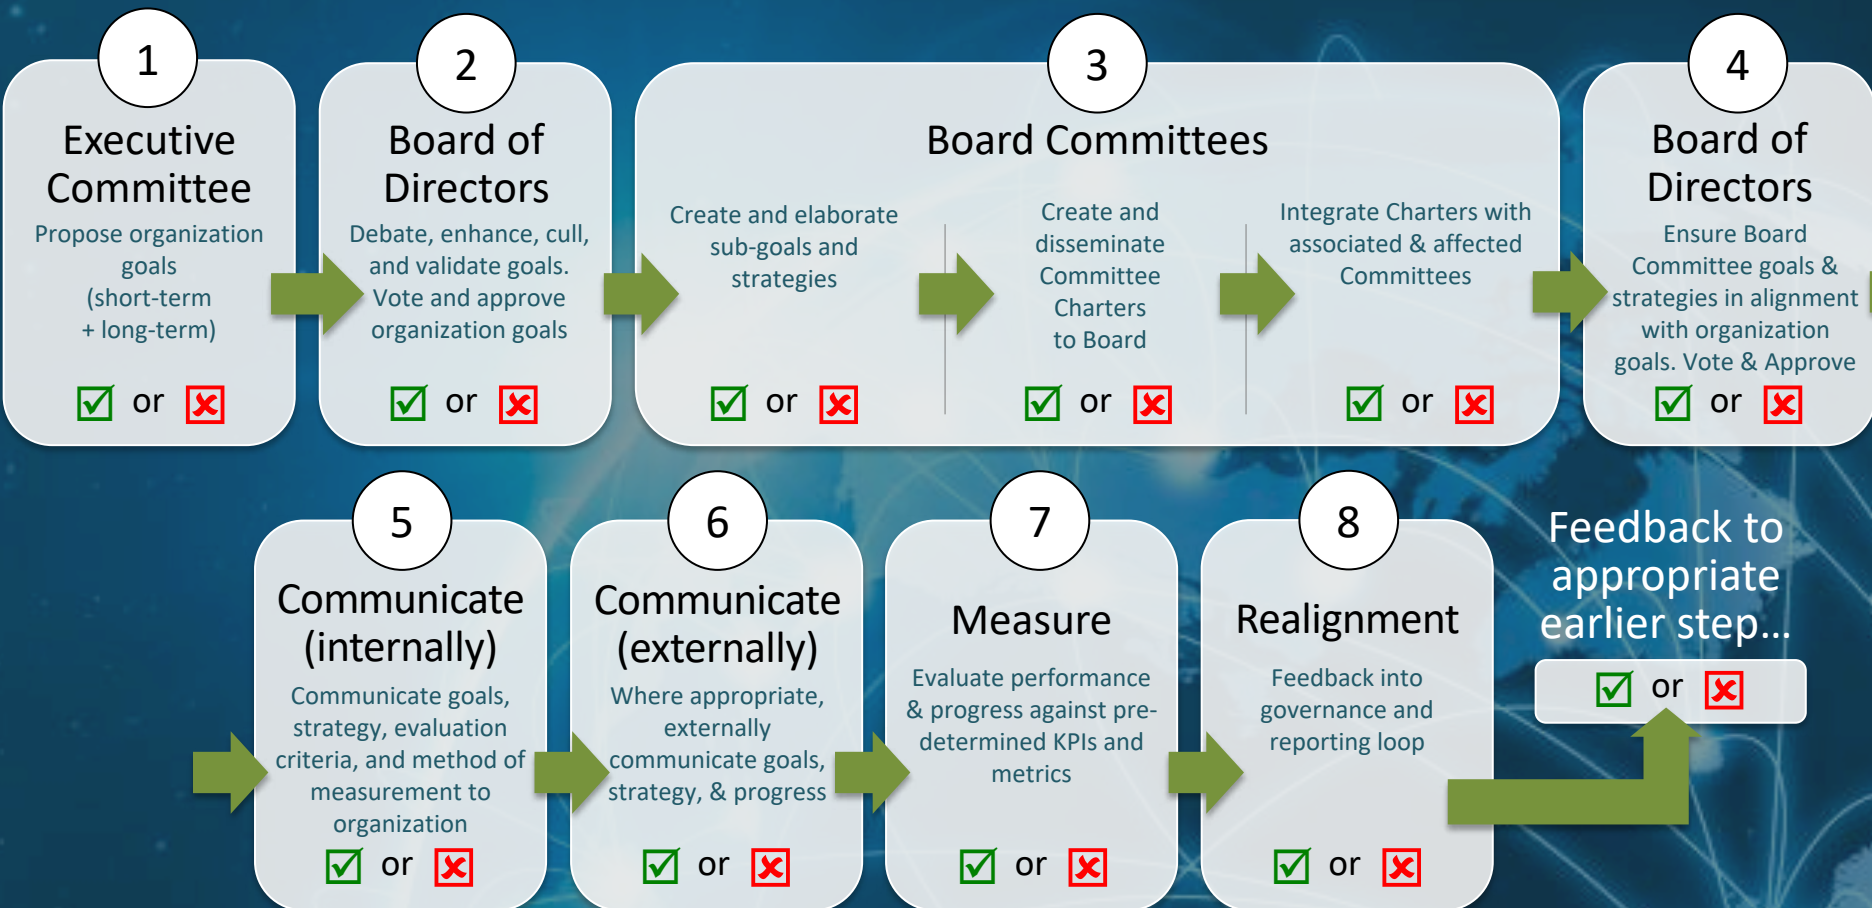 1
Executive
Committee
Propose organization
goals
(short-term
+ long-term)
☑ or ☒
2
Board of
Directors
Debate, enhance, cull,
and validate goals.
Vote and approve
organization goals
☑ or ☒
3
Board Committees
Create and elaborate
sub-goals and
strategies
☑ or ☒
Create and
disseminate
Committee
Charters
to Board
☑ or ☒
Integrate Charters with
associated & affected
Committees
☑ or ☒
4
Board of
Directors
Ensure Board
Committee goals &
strategies in alignment
with organization
goals. Vote & Approve
☑ or ☒
5
Communicate
(internally)
Communicate goals,
strategy, evaluation
criteria, and method of
measurement to
organization
☑ or ☒
6
Communicate
(externally)
Where appropriate,
externally
communicate goals,
strategy, & progress
☑ or ☒
7
Measure
Evaluate performance
& progress against pre-
determined KPIs and
metrics
☑ or ☒
8
Realignment
Feedback into
governance and
reporting loop
☑ or ☒
Feedback to
appropriate
earlier step...
☑ or ☒